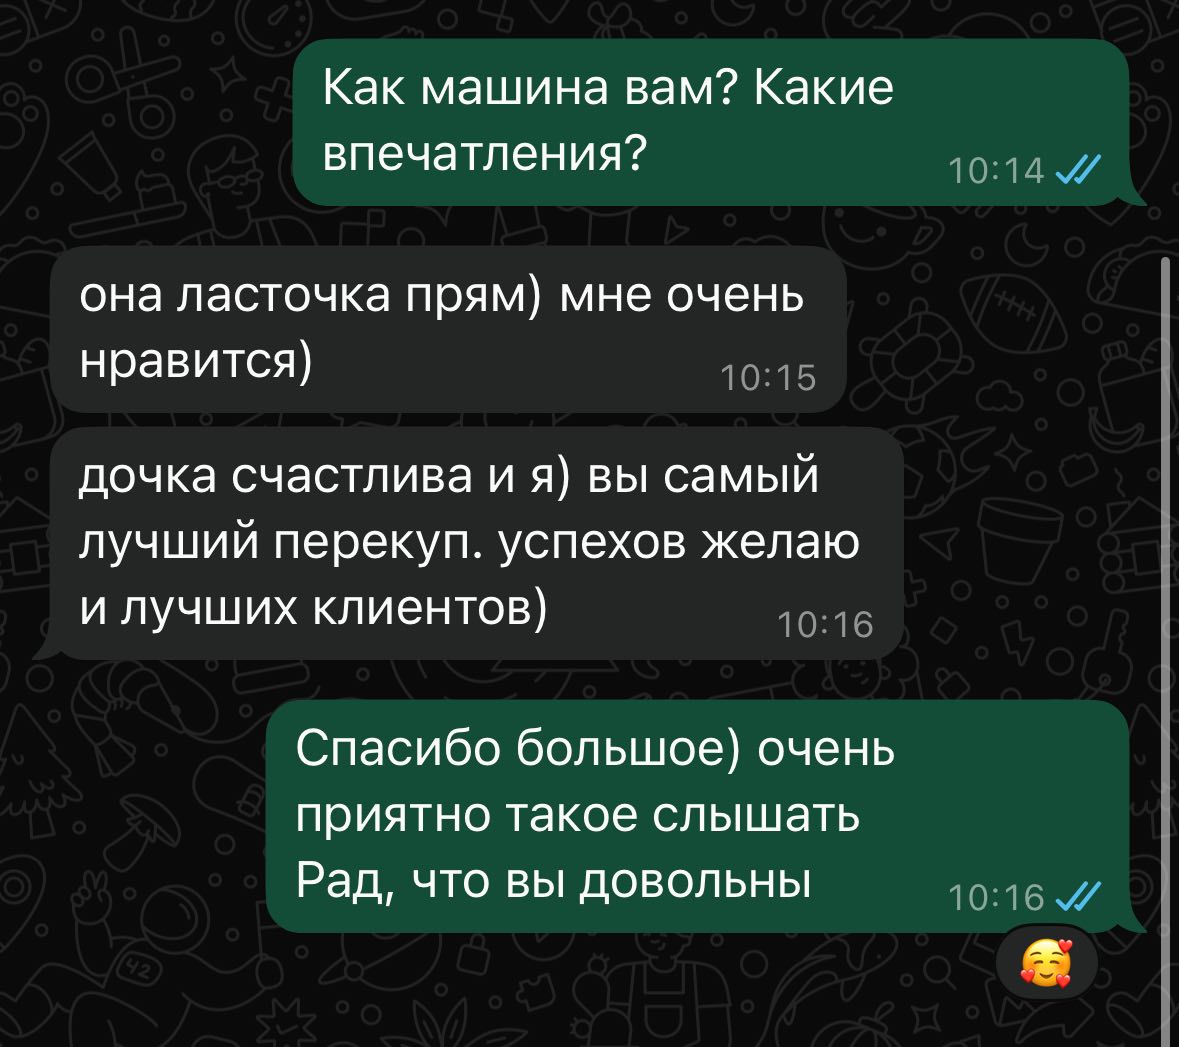 Как машина вам? Какие
впечатления?
10:14
она ласточка прям) мне очень
нравится)
10:15
дочка счастлива и я) вы самый
лучший перекуп. успехов желаю
и лучших клиентов)
10:16
Спасибо большое) очень
приятно такое слышать
Рад, что вы довольны
10:16
42